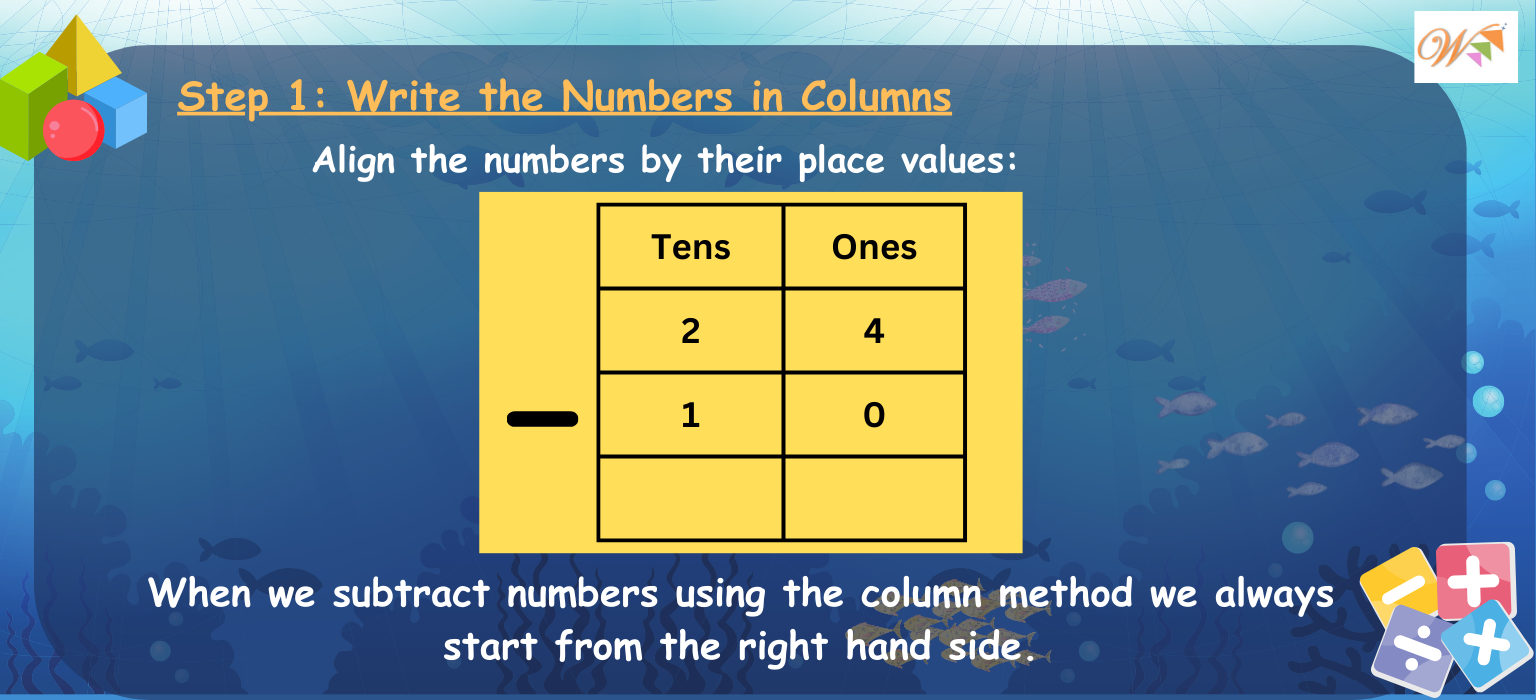 Step 1: Write the Numbers in Columns
Align the numbers by their place values:
Tens Ones
2 4
— 1 0
When we subtract numbers using the column method we always
start from the right hand side.
W